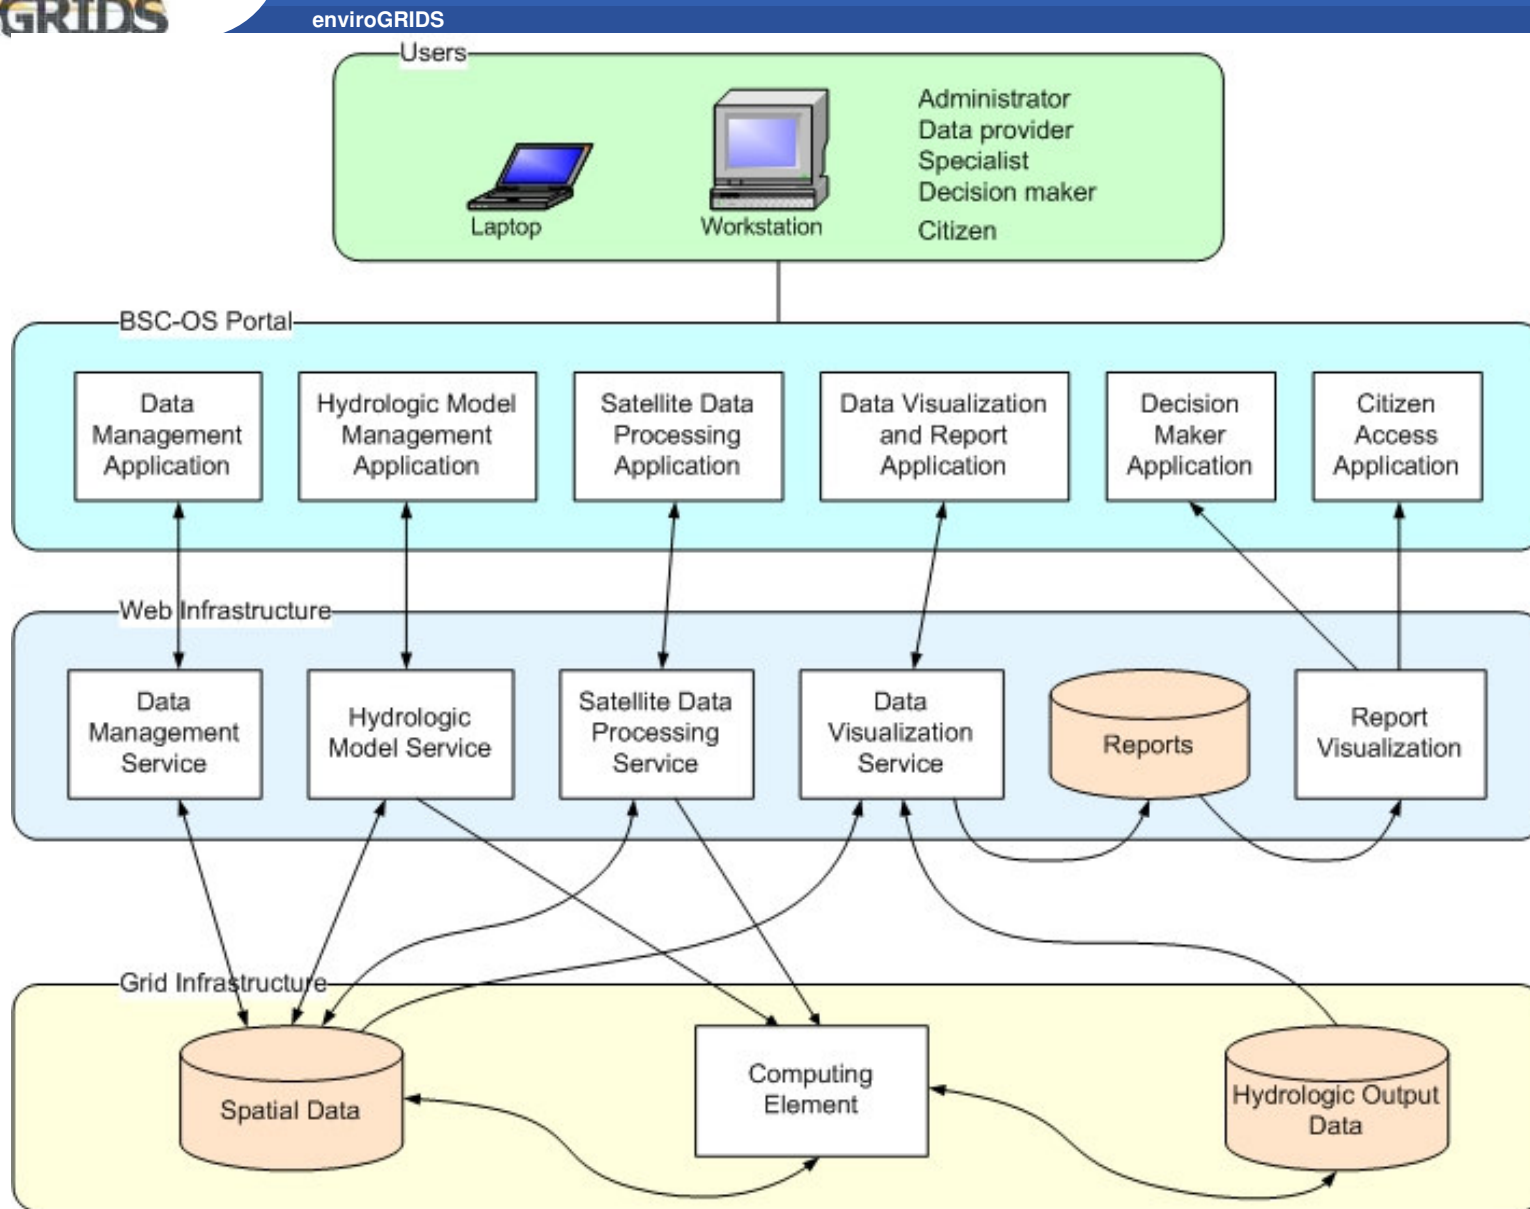 GRIDS
enviroGRIDS
Users
Administrator
Data provider
Specialist
Decision maker
Citizen
Laptop
Workstation
BSC-OS Portal
Data
Management
Application
Hydrologic Model
Management
Application
Satellite Data
Processing
Application
Data Visualization
and Report
Application
Decision
Maker
Application
Citizen
Access
Application
Web Infrastructure
Data
Management
Service
Hydrologic
Model Service
Satellite Data
Processing
Service
Data
Visualization
Service
Reports
Report
Visualization
Grid Infrastructure
Spatial Data
Computing
Element
Hydrologic Output
Data